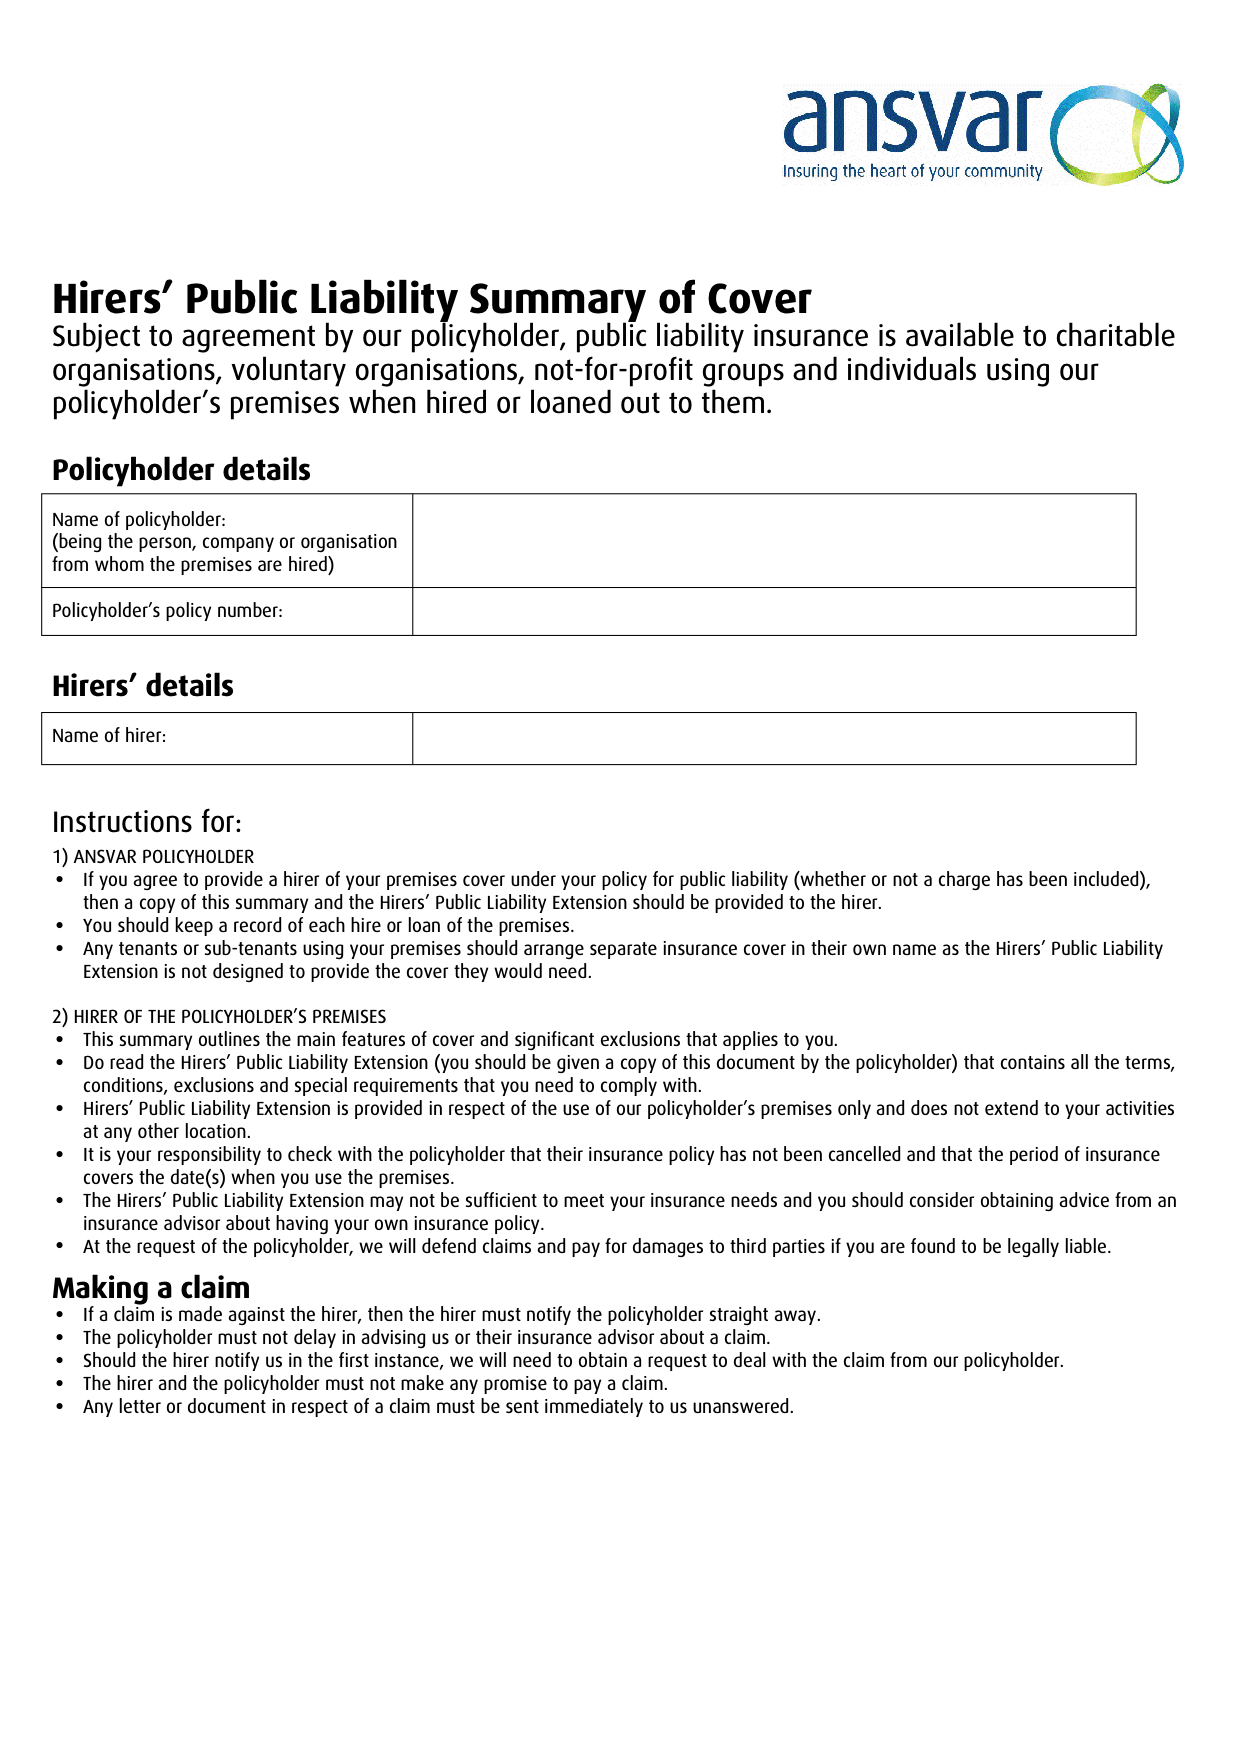 ansvar
Insuring the heart of your community
Hirers’ Public Liability Summary of Cover
Subject to agreement by our policyholder, public liability insurance is available to charitable
organisations, voluntary organisations, not-for-profit groups and individuals using our
policyholder’s premises when hired or loaned out to them.
Policyholder details
Name of policyholder:
(being the person, company or organisation
from whom the premises are hired)
Policyholder’s policy number:
Hirers’ details
Name of hirer:
Instructions for:
1) ANSVAR POLICYHOLDER
• If you agree to provide a hirer of your premises cover under your policy for public liability (whether or not a charge has been included),
then a copy of this summary and the Hirers’ Public Liability Extension should be provided to the hirer.
• You should keep a record of each hire or loan of the premises.
• Any tenants or sub-tenants using your premises should arrange separate insurance cover in their own name as the Hirers’ Public Liability
Extension is not designed to provide the cover they would need.
2) HIRER OF THE POLICYHOLDER’S PREMISES
• This summary outlines the main features of cover and significant exclusions that applies to you.
• Do read the Hirers’ Public Liability Extension (you should be given a copy of this document by the policyholder) that contains all the terms,
conditions, exclusions and special requirements that you need to comply with.
• Hirers’ Public Liability Extension is provided in respect of the use of our policyholder’s premises only and does not extend to your activities
at any other location.
• It is your responsibility to check with the policyholder that their insurance policy has not been cancelled and that the period of insurance
covers the date(s) when you use the premises.
• The Hirers’ Public Liability Extension may not be sufficient to meet your insurance needs and you should consider obtaining advice from an
insurance advisor about having your own insurance policy.
• At the request of the policyholder, we will defend claims and pay for damages to third parties if you are found to be legally liable.
Making a claim
• If a claim is made against the hirer, then the hirer must notify the policyholder straight away.
• The policyholder must not delay in advising us or their insurance advisor about a claim.
• Should the hirer notify us in the first instance, we will need to obtain a request to deal with the claim from our policyholder.
• The hirer and the policyholder must not make any promise to pay a claim.
• Any letter or document in respect of a claim must be sent immediately to us unanswered.